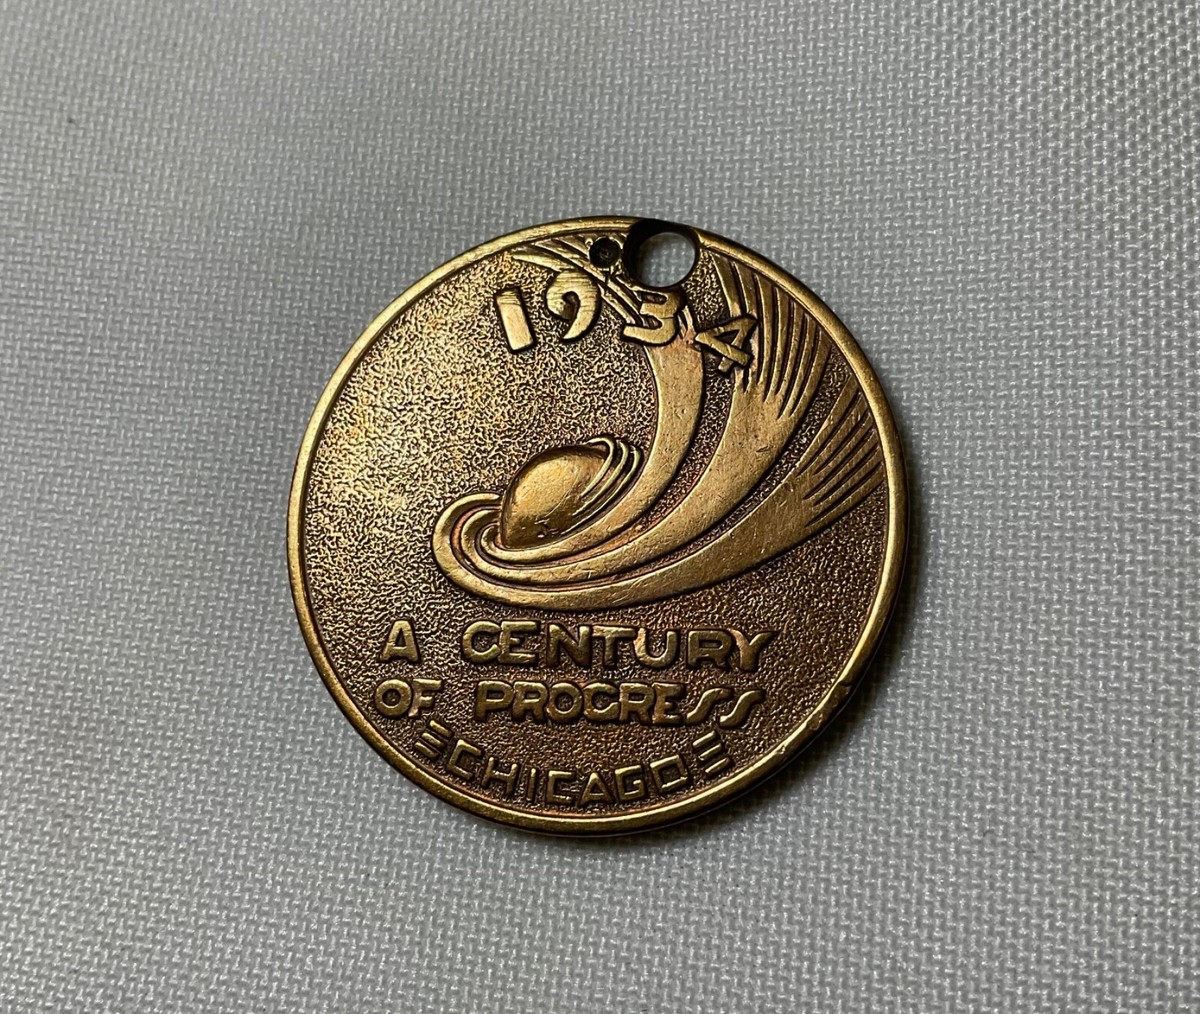 1934
A CENTURY
OF PROGRESS
CHICAGO